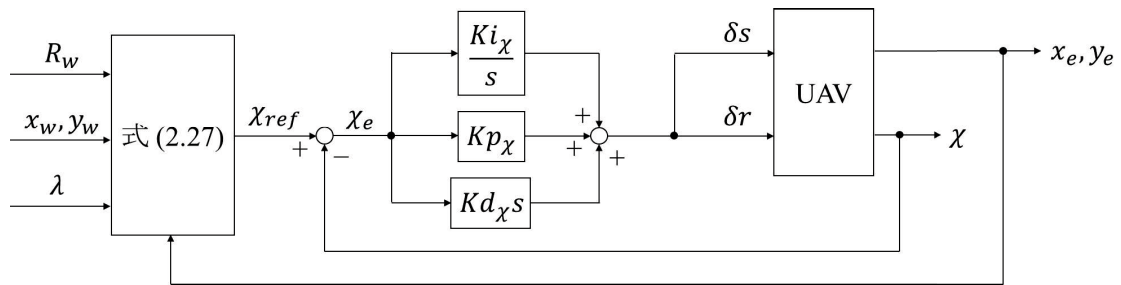 R_w
x_w, y_w
λ
式 (2.27)
χ_ref
+
−
χ_e
Ki_χ
s
Kp_χ
Kd_χ s
+
+
+
δs
δr
UAV
x_e, y_e
χ